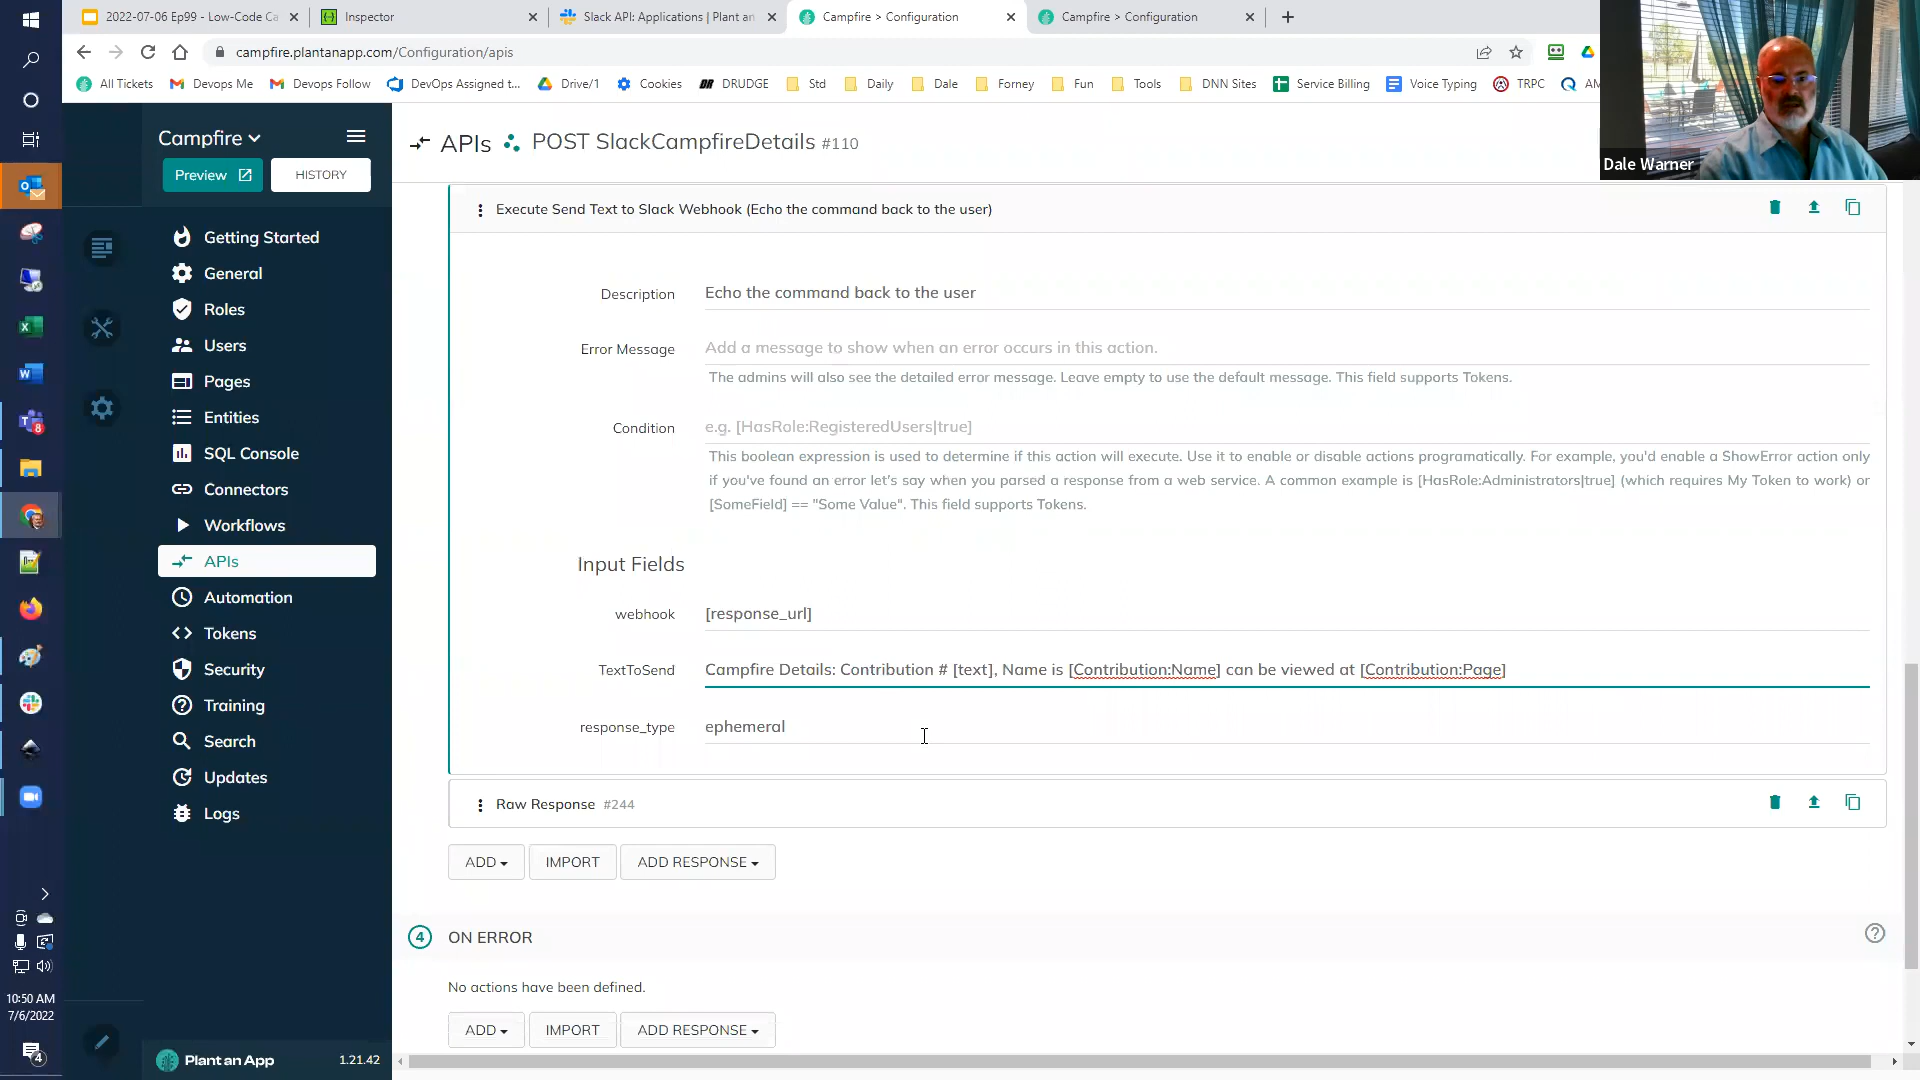 2022-07-06 Ep99 - Low-Code Ca
Inspector
Slack API: Applications | Plant an
Campfire > Configuration
Campfire > Configuration
campfire.plantanapp.com/Configuration/apis
All Tickets
Devops Me
Devops Follow
DevOps Assigned t...
Drive/1
Cookies
DRUDGE
Std
Daily
Dale
Forney
Fun
Tools
DNN Sites
Service Billing
Voice Typing
TRPC
Dale Warner
Campfire
Preview
HISTORY
Getting Started
General
Roles
Users
Pages
Entities
SQL Console
Connectors
Workflows
APIs
Automation
Tokens
Security
Training
Search
Updates
Logs
Plant an App
1.21.42
10:50 AM
7/6/2022
4
8
APIs
POST SlackCampfireDetails #110
Execute Send Text to Slack Webhook (Echo the command back to the user)
Description
Echo the command back to the user
Error Message
Add a message to show when an error occurs in this action.
The admins will also see the detailed error message. Leave empty to use the default message. This field supports Tokens.
Condition
e.g. [HasRole:RegisteredUsers|true]
This boolean expression is used to determine if this action will execute. Use it to enable or disable actions programatically. For example, you'd enable a ShowError action only
if you've found an error let's say when you parsed a response from a web service. A common example is [HasRole:Administrators|true] (which requires My Token to work) or
[SomeField] == "Some Value". This field supports Tokens.
Input Fields
webhook
[response_url]
TextToSend
Campfire Details: Contribution # [text], Name is [Contribution:Name] can be viewed at [Contribution:Page]
response_type
ephemeral
Raw Response #244
ADD
IMPORT
ADD RESPONSE
4
ON ERROR
No actions have been defined.
ADD
IMPORT
ADD RESPONSE